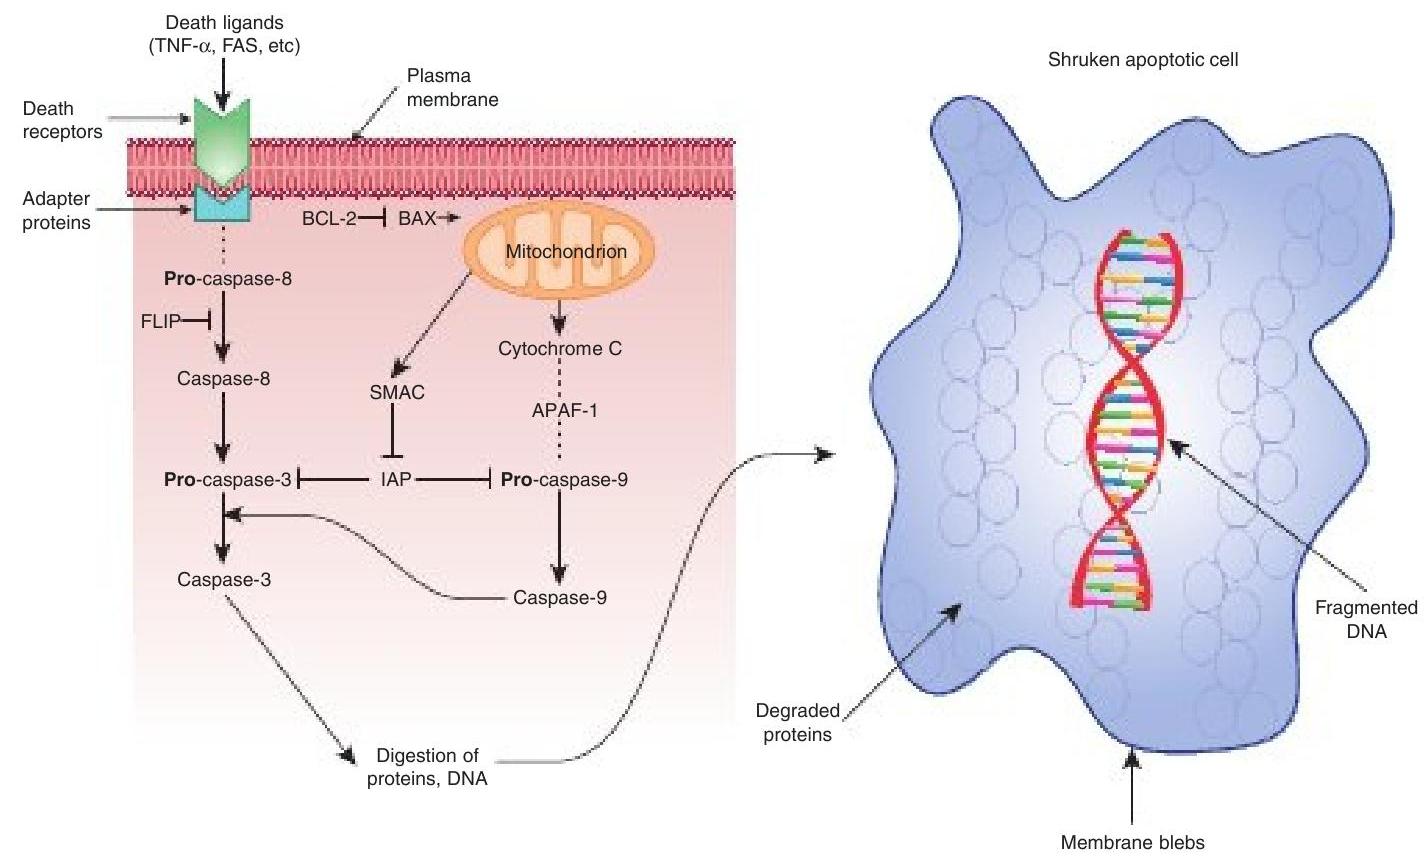 Death ligands
(TNF-α, FAS, etc)
Plasma
membrane
Death
receptors
Adapter
proteins
BCL-2
BAX
Mitochondrion
Pro-caspase-8
FLIP
Cytochrome C
Caspase-8
SMAC
APAF-1
Pro-caspase-3
IAP
Pro-caspase-9
Caspase-3
Caspase-9
Digestion of
proteins, DNA
Shruken apoptotic cell
Fragmented
DNA
Degraded
proteins
Membrane blebs